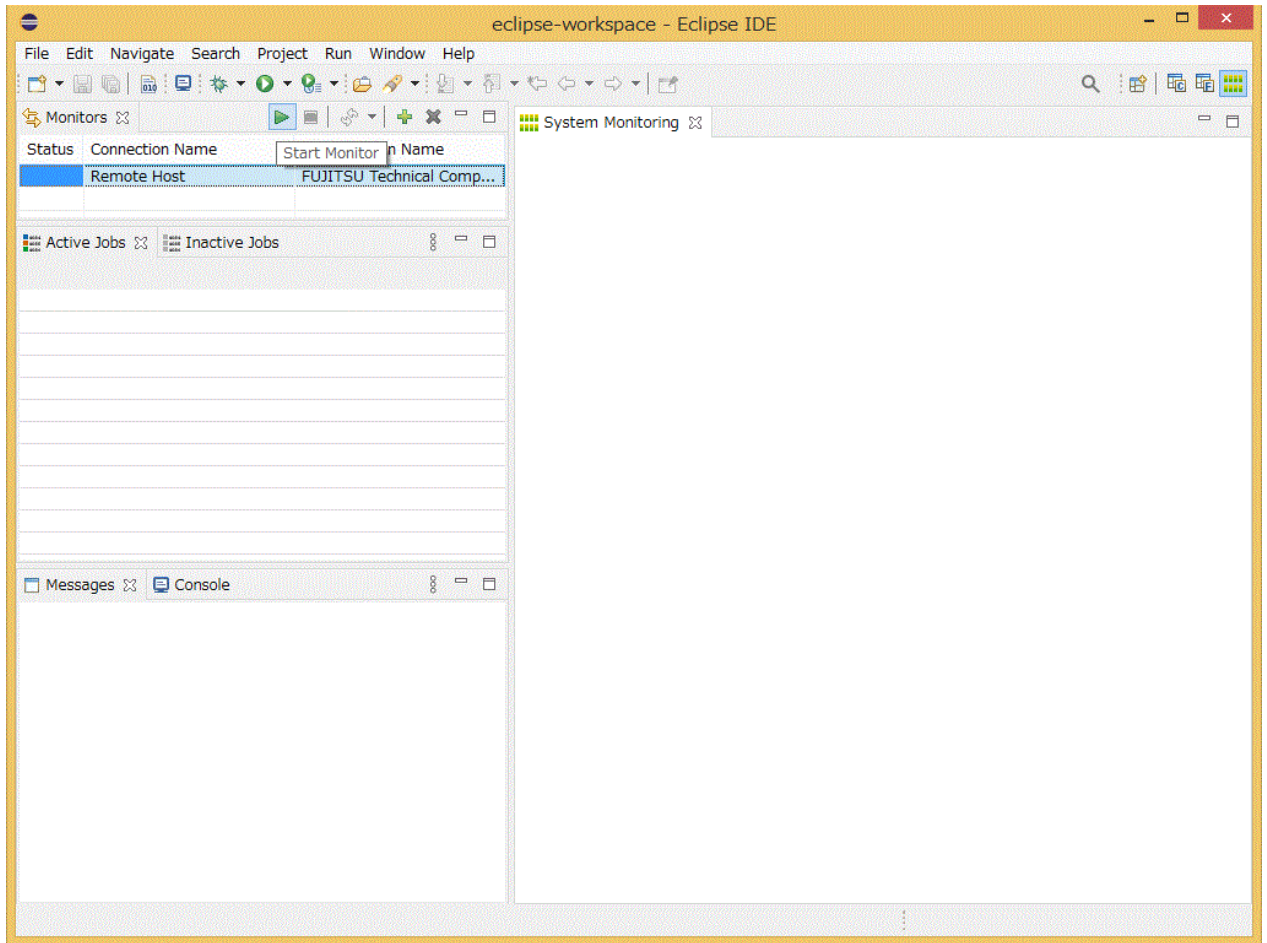 eclipse-workspace - Eclipse IDE
File Edit Navigate Search Project Run Window Help
Monitors
System Monitoring
Status Connection Name n Name
Start Monitor
Remote Host FUJITSU Technical Comp...
Active Jobs Inactive Jobs
Messages Console